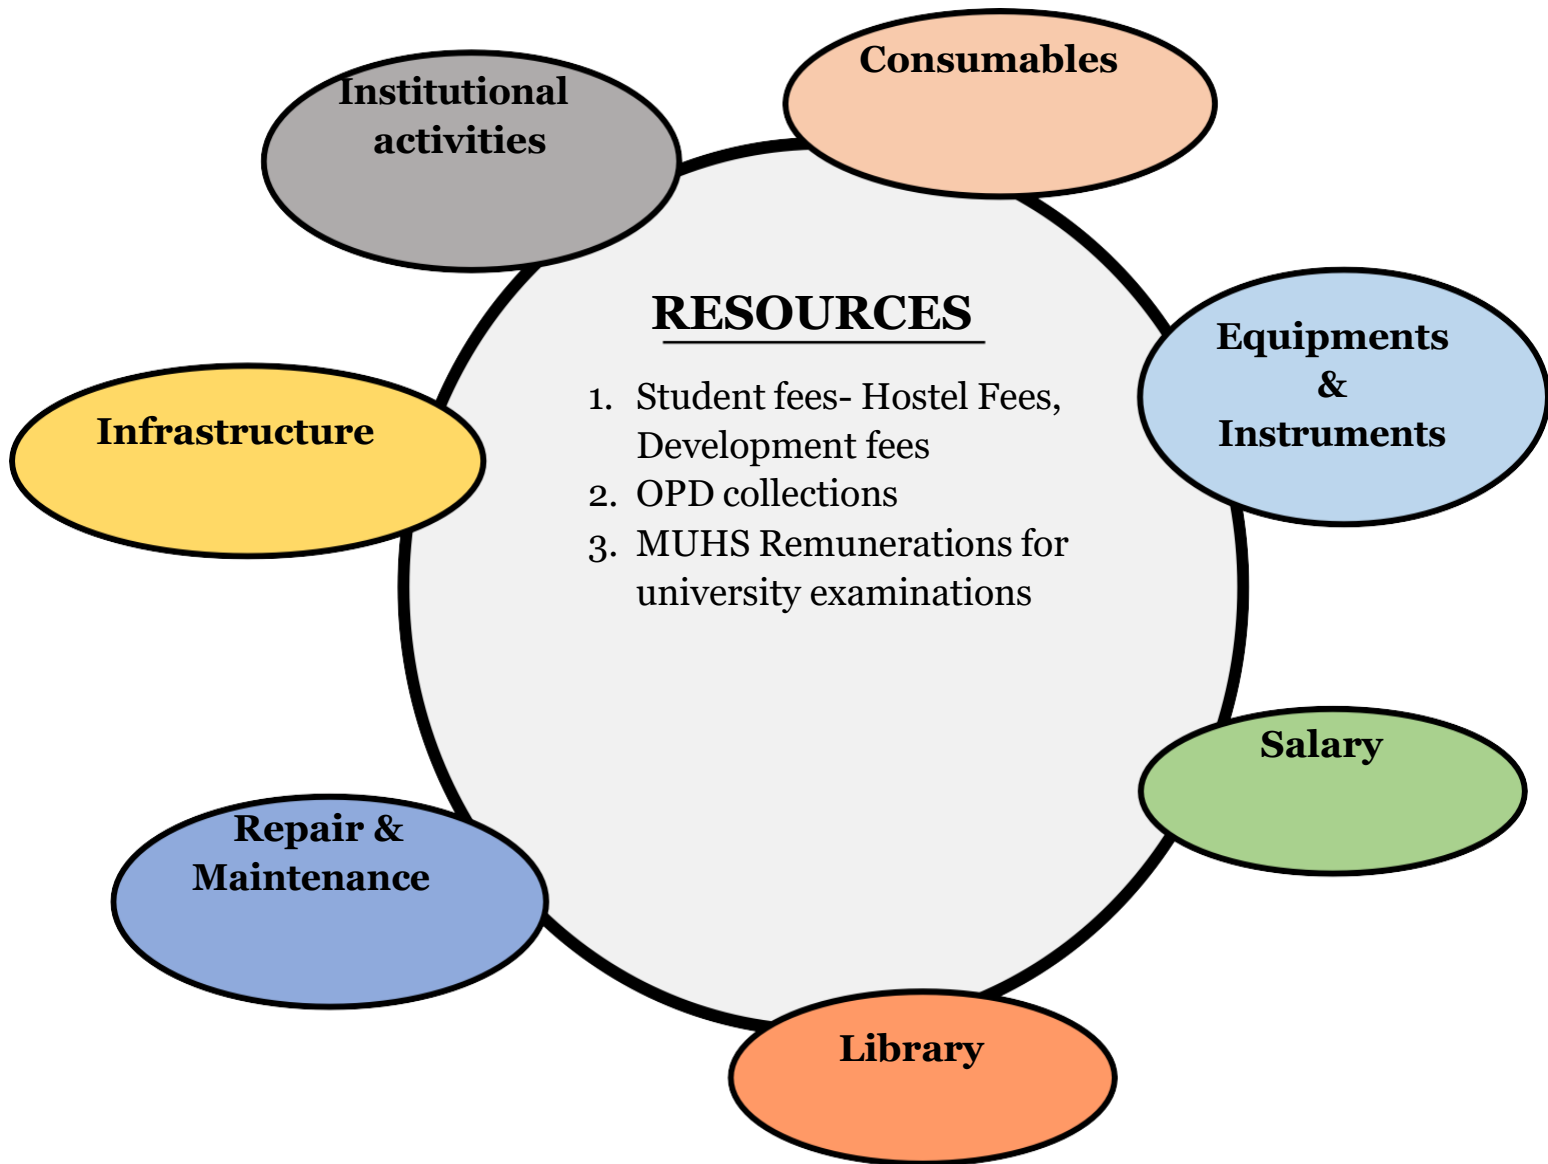 Consumables
Institutional
activities
RESOURCES
Equipments
&
Instruments
1. Student fees- Hostel Fees,
Development fees
2. OPD collections
3. MUHS Remunerations for
university examinations
Infrastructure
Salary
Repair &
Maintenance
Library